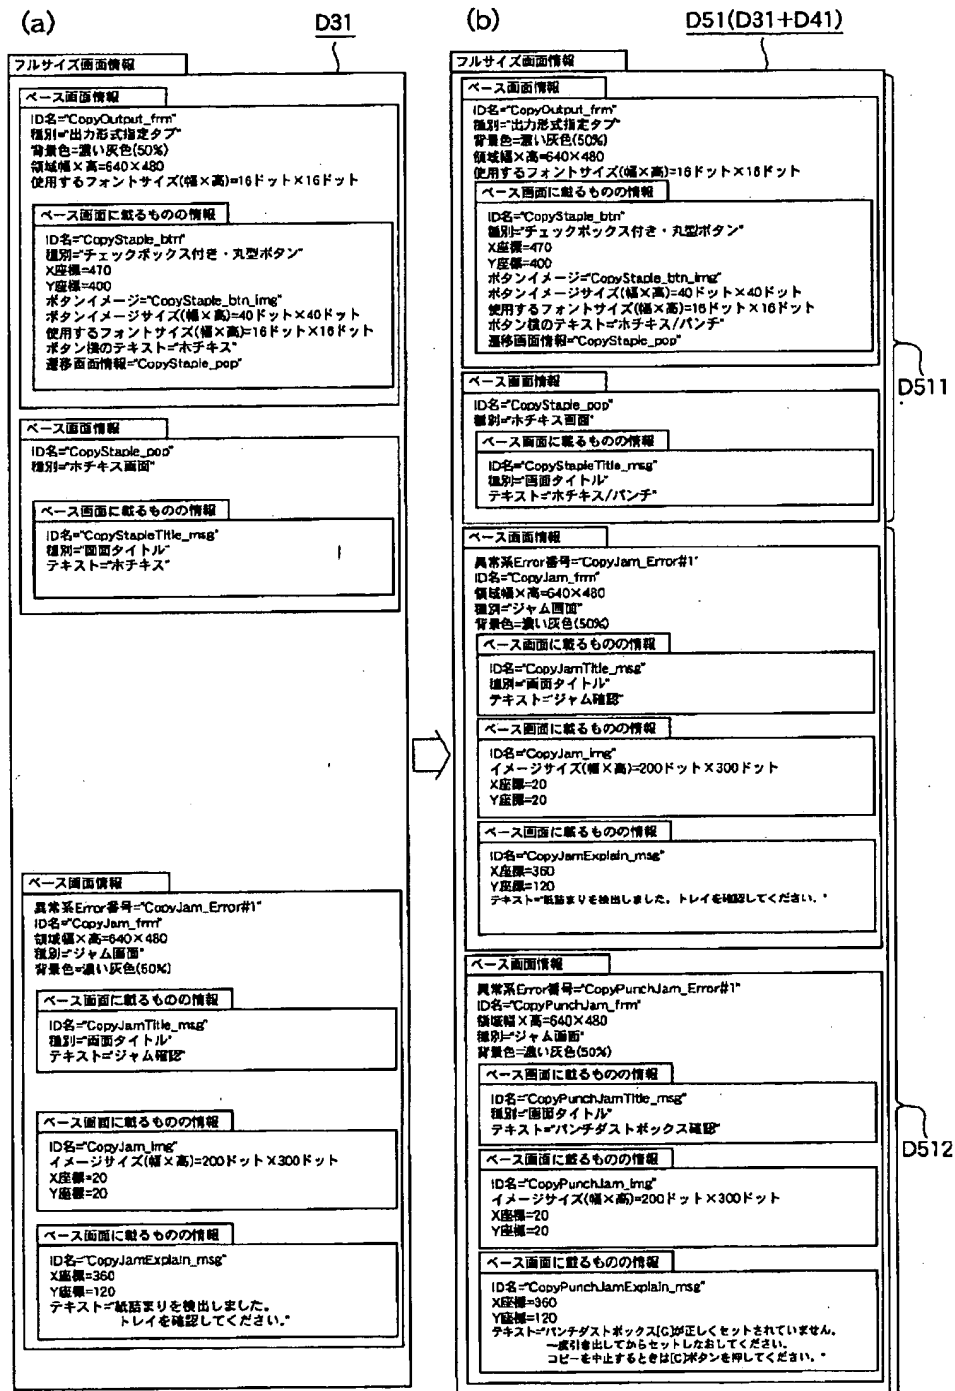 (a)
D31
フルサイズ画面情報
ベース画面情報
ID名="CopyOutput_frm"
種別="出力形式指定タブ"
背景色=濃い灰色(50%)
領域幅×高=640×480
使用するフォントサイズ(幅×高)=16ドット×16ドット
ベース画面に載るものの情報
ID名="CopyStaple_btn"
種別="チェックボックス付き・丸型ボタン"
X座標=470
Y座標=400
ボタンイメージ="CopyStaple_btn_img"
ボタンイメージサイズ(幅×高)=40ドット×40ドット
使用するフォントサイズ(幅×高)=16ドット×16ドット
ボタン横のテキスト="ホチキス"
遷移画面情報="CopyStaple_pop"
ベース画面情報
ID名="CopyStaple_pop"
種別="ホチキス画面"
ベース画面に載るものの情報
ID名="CopyStapleTitle_msg"
種別="画面タイトル"
テキスト="ホチキス"
ベース画面情報
異常系Error番号="CopyJam_Error#1"
ID名="CopyJam_frm"
領域幅×高=640×480
種別="ジャム画面"
背景色=濃い灰色(50%)
ベース画面に載るものの情報
ID名="CopyJamTitle_msg"
種別="画面タイトル"
テキスト="ジャム確認"
ベース画面に載るものの情報
ID名="CopyJam_img"
イメージサイズ(幅×高)=200ドット×300ドット
X座標=20
Y座標=20
ベース画面に載るものの情報
ID名="CopyJamExplain_msg"
X座標=360
Y座標=120
テキスト="紙詰まりを検出しました。
トレイを確認してください。"
(b)
D51(D31+D41)
フルサイズ画面情報
ベース画面情報
ID名="CopyOutput_frm"
種別="出力形式指定タブ"
背景色=濃い灰色(50%)
領域幅×高=640×480
使用するフォントサイズ(幅×高)=16ドット×16ドット
ベース画面に載るものの情報
ID名="CopyStaple_btn"
種別="チェックボックス付き・丸型ボタン"
X座標=470
Y座標=400
ボタンイメージ="CopyStaple_btn_img"
ボタンイメージサイズ(幅×高)=40ドット×40ドット
使用するフォントサイズ(幅×高)=16ドット×16ドット
ボタン横のテキスト="ホチキス/パンチ"
遷移画面情報="CopyStaple_pop"
ベース画面情報
ID名="CopyStaple_pop"
種別="ホチキス画面"
ベース画面に載るものの情報
ID名="CopyStapleTitle_msg"
種別="画面タイトル"
テキスト="ホチキス/パンチ"
D511
ベース画面情報
異常系Error番号="CopyJam_Error#1"
ID名="CopyJam_frm"
領域幅×高=640×480
種別="ジャム画面"
背景色=濃い灰色(50%)
ベース画面に載るものの情報
ID名="CopyJamTitle_msg"
種別="画面タイトル"
テキスト="ジャム確認"
ベース画面に載るものの情報
ID名="CopyJam_img"
イメージサイズ(幅×高)=200ドット×300ドット
X座標=20
Y座標=20
ベース画面に載るものの情報
ID名="CopyJamExplain_msg"
X座標=360
Y座標=120
テキスト="紙詰まりを検出しました。トレイを確認してください。"
ベース画面情報
異常系Error番号="CopyPunchJam_Error#1"
ID名="CopyPunchJam_frm"
領域幅×高=640×480
種別="ジャム画面"
背景色=濃い灰色(50%)
ベース画面に載るものの情報
ID名="CopyPunchJamTitle_msg"
種別="画面タイトル"
テキスト="パンチダストボックス確認"
ベース画面に載るものの情報
ID名="CopyPunchJam_img"
イメージサイズ(幅×高)=200ドット×300ドット
X座標=20
Y座標=20
ベース画面に載るものの情報
ID名="CopyPunchJamExplain_msg"
X座標=360
Y座標=120
テキスト="パンチダストボックス[G]が正しくセットされていません。
一度引き出してからセットしなおしてください。
コピーを中止するときは[C]ボタンを押してください。"
D512